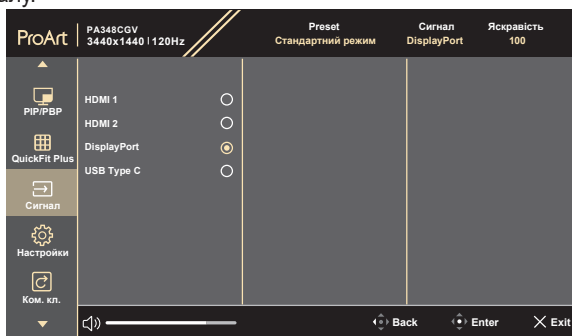 алу.
ProArt
PA348CGV
3440x1440 120Hz
Preset
Стандартний режим
Сигнал
DisplayPort
Яскравість
100
PIP/PBP
QuickFit Plus
Сигнал
Настройки
Ком. кл.
HDMI 1
HDMI 2
DisplayPort
USB Type C
Back
Enter
Exit